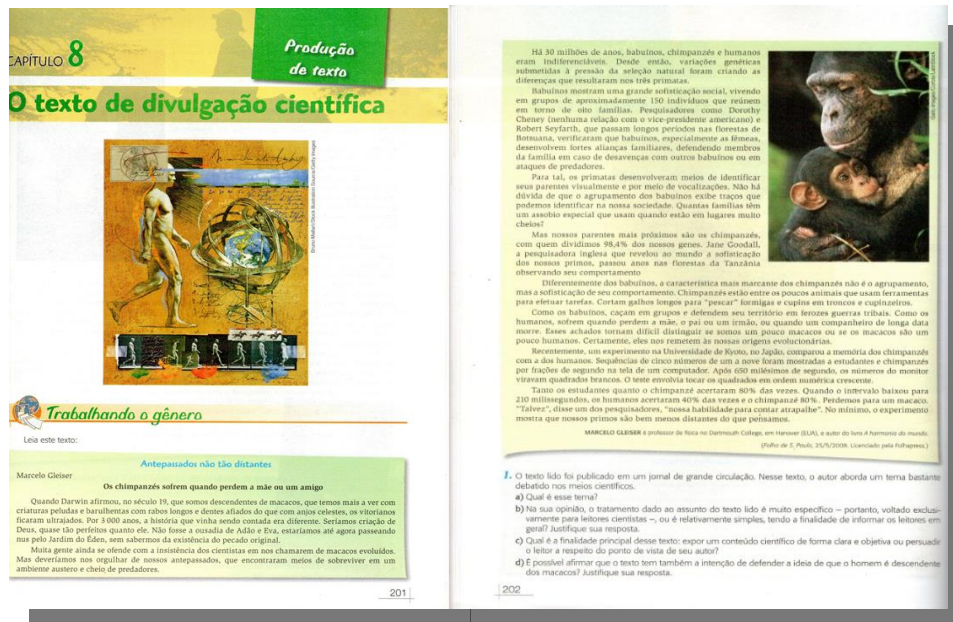 CAPÍTULO 8
Produção
de texto
O texto de divulgação científica
Trabalhando o gênero
Leia este texto:
Antepassados não tão distantes
Marcelo Gleiser
Os chimpanzés sofrem quando perdem a mãe ou um amigo
Quando Darwin afirmou, no século 19, que somos descendentes de macacos, que temos mais a ver com
criaturas peludas e barulhentas com rabos longos e dentes afiados do que com anjos celestes, os vitorianos
ficaram ultrajados. Por 3 000 anos, a história que vinha sendo contada era diferente. Seríamos criação de
Deus, quase tão perfeitos quanto ele. Não fosse a ousadia de Adão e Eva, estaríamos até agora passeando
nus pelo Jardim do Éden, sem sabermos da existência do pecado original.
Muita gente ainda se ofende com a insistência dos cientistas em nos chamarem de macacos evoluídos.
Mas deveríamos nos orgulhar de nossos antepassados, que encontraram meios de sobreviver em um
ambiente austero e cheio de predadores.
201
Há 30 milhões de anos, babuínos, chimpanzés e humanos
eram indiferenciáveis. Desde então, variações genéticas
submetidas à pressão da seleção natural foram criando as
diferenças que resultaram nos três primatas.
Babuínos mostram uma grande sofisticação social, vivendo
em grupos de aproximadamente 150 indivíduos que reúnem
em torno de oito famílias. Pesquisadores como Dorothy
Cheney (nenhuma relação com o vice-presidente americano) e
Robert Seyfarth, que passam longos períodos nas florestas de
Botsuana, verificaram que babuínos, especialmente as fêmeas,
desenvolvem fortes alianças familiares, defendendo membros
da família em caso de desavenças com outros babuínos ou em
ataques de predadores.
Para tal, os primatas desenvolveram meios de identificar
seus parentes visualmente e por meio de vocalizações. Não há
dúvida de que o agrupamento dos babuínos exibe traços que
podemos identificar na nossa sociedade. Quantas famílias têm
um assobio especial que usam quando estão em lugares muito
cheios?
Mas nossos parentes mais próximos são os chimpanzés,
com quem dividimos 98,4% dos nossos genes. Jane Goodall,
a pesquisadora inglesa que revelou ao mundo a sofisticação
dos nossos primos, passou anos nas florestas da Tanzânia
observando seu comportamento
Diferentemente dos babuínos, a característica mais marcante dos chimpanzés não é o agrupamento,
mas a sofisticação de seu comportamento. Chimpanzés estão entre os poucos animais que usam ferramentas
para efetuar tarefas. Cortam galhos longos para "pescar" formigas e cupins em troncos e cupinzeiros.
Como os babuínos, caçam em grupos e defendem seu território em ferozes guerras tribais. Como os
humanos, sofrem quando perdem a mãe, o pai ou um irmão, ou quando um companheiro de longa data
morre. Esses achados tornam difícil distinguir se somos um pouco macacos ou se os macacos são um
pouco humanos. Certamente, eles nos remetem às nossas origens evolucionárias.
Recentemente, um experimento na Universidade de Kyoto, no Japão, comparou a memória dos chimpanzés
com a dos humanos. Sequências de cinco números de um a nove foram mostradas a estudantes e chimpanzés
por frações de segundo na tela de um computador. Após 650 milésimos de segundo, os números do monitor
viravam quadrados brancos. O teste envolvia tocar os quadrados em ordem numérica crescente.
Tanto os estudantes quanto o chimpanzé acertaram 80% das vezes. Quando o intervalo baixou para
210 milissegundos, os humanos acertaram 40% das vezes e o chimpanzé 80%. Perdemos para um macaco.
"Talvez", disse um dos pesquisadores, "nossa habilidade para contar atrapalhe". No mínimo, o experimento
mostra que nossos primos são bem menos distantes do que pensamos.
MARCELO GLEISER é professor de física no Dartmouth College, em Hanover (EUA), e autor do livro A harmonia do mundo.
(Folha de S. Paulo, 25/5/2008. Licenciado pela Folhapress.)
1. O texto lido foi publicado em um jornal de grande circulação. Nesse texto, o autor aborda um tema bastante
debatido nos meios científicos.
a) Qual é esse tema?
b) Na sua opinião, o tratamento dado ao assunto do texto lido é muito específico – portanto, voltado exclusi-
vamente para leitores cientistas –, ou é relativamente simples, tendo a finalidade de informar os leitores em
geral? Justifique sua resposta.
c) Qual é a finalidade principal desse texto: expor um conteúdo científico de forma clara e objetiva ou persuadir
o leitor a respeito do ponto de vista de seu autor?
d) É possível afirmar que o texto tem também a intenção de defender a ideia de que o homem é descendente
dos macacos? Justifique sua resposta.
202